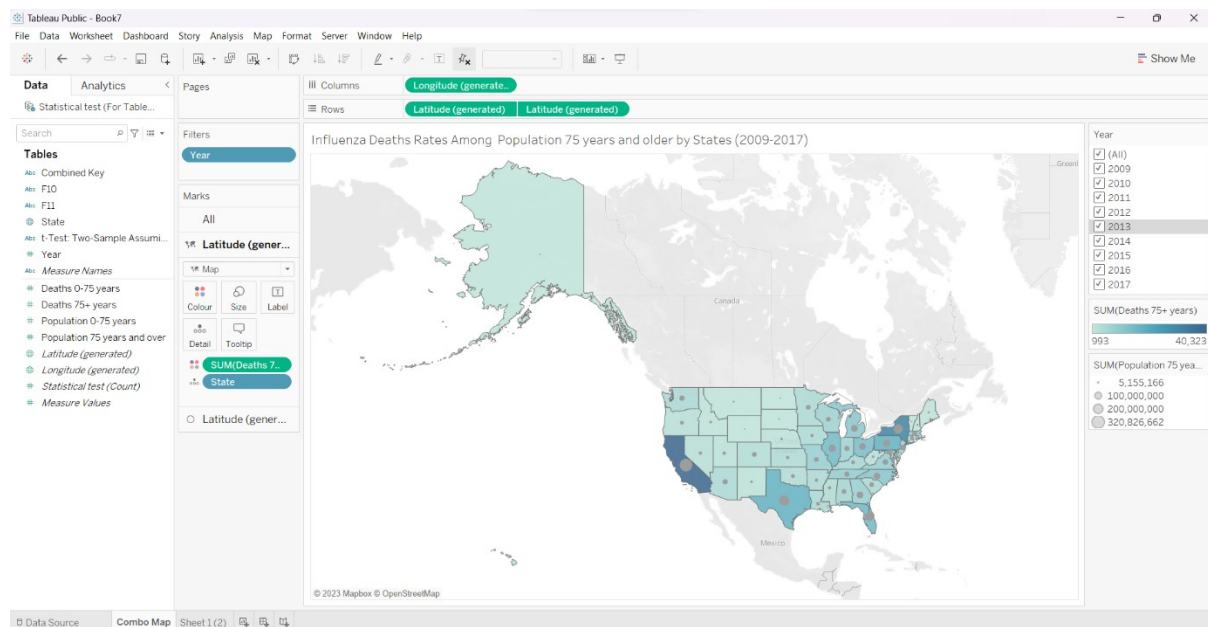 Tableau Public - Book7
File Data Worksheet Dashboard Story Analysis Map Format Server Window Help
Show Me
Data Analytics
Statistical test (For Table...
Search
Tables
Abc Combined Key
Abc F10
Abc F11
State
Abc t-Test: Two-Sample Assumi...
# Year
Abc Measure Names
# Deaths 0-75 years
# Deaths 75+ years
# Population 0-75 years
# Population 75 years and over
Latitude (generated)
Longitude (generated)
# Statistical test (Count)
# Measure Values
Pages
Filters
Year
Marks
All
Latitude (gener...
Map
Colour Size Label
Detail Tooltip
SUM(Deaths 7..
State
Latitude (gener...
Columns Longitude (generate..
Rows Latitude (generated) Latitude (generated)
Influenza Deaths Rates Among Population 75 years and older by States (2009-2017)
Canada
Mexico
© 2023 Mapbox © OpenStreetMap
Year
(All)
2009
2010
2011
2012
2013
2014
2015
2016
2017
SUM(Deaths 75+ years)
993 40,323
SUM(Population 75 yea...
5,155,166
100,000,000
200,000,000
320,826,662
Data Source Combo Map Sheet 1 (2)